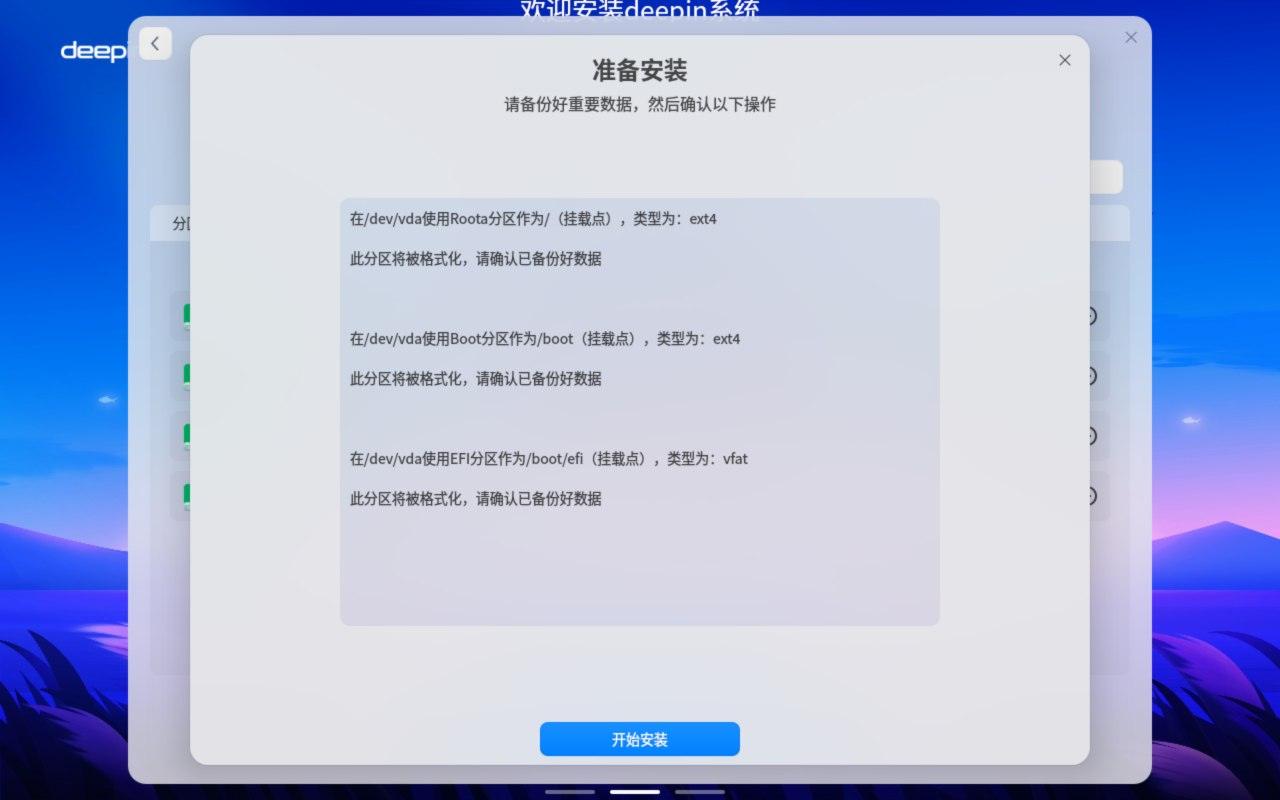 欢迎安装deepin系统
deepi
准备安装
请备份好重要数据，然后确认以下操作
分
在/dev/vda使用Roota分区作为/（挂载点），类型为：ext4
此分区将被格式化，请确认已备份好数据
在/dev/vda使用Boot分区作为/boot（挂载点），类型为：ext4
此分区将被格式化，请确认已备份好数据
在/dev/vda使用EFI分区作为/boot/efi（挂载点），类型为：vfat
此分区将被格式化，请确认已备份好数据
开始安装